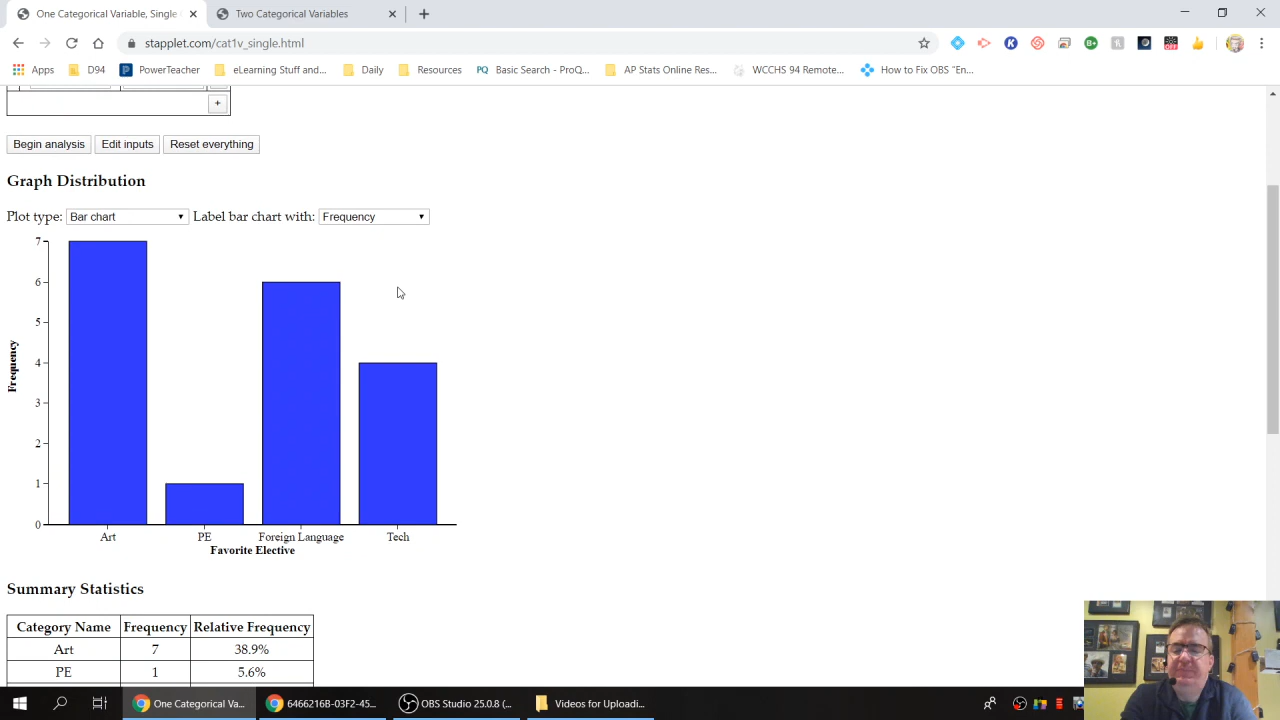 One Categorical Variable, Single
Two Categorical Variables
stapplet.com/cat1v_single.html
Apps
D94
PowerTeacher
eLearning Stuff and...
Daily
Resources
PQ Basic Search - ProQ...
AP Stats Online Res...
WCCHS 94 Remote...
How to Fix OBS "En...
+
Begin analysis
Edit inputs
Reset everything
Graph Distribution
Plot type: Bar chart Label bar chart with: Frequency
7
6
5
4
3
2
1
0
Frequency
Art PE Foreign Language Tech
Favorite Elective
Summary Statistics
Category Name Frequency Relative Frequency
Art 7 38.9%
PE 1 5.6%
One Categorical Va...
6466216B-03F2-45...
OBS Studio 25.0.8 (...
Videos for Uploadi...